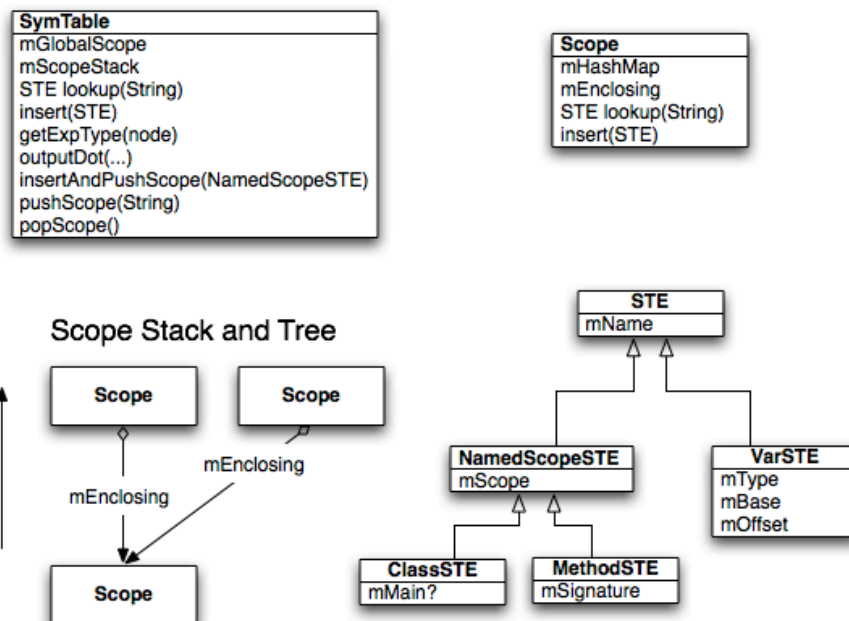 SymTable
mGlobalScope
mScopeStack
STE lookup(String)
insert(STE)
getExpType(node)
outputDot(...)
insertAndPushScope(NamedScopeSTE)
pushScope(String)
popScope()
Scope
mHashMap
mEnclosing
STE lookup(String)
insert(STE)
Scope Stack and Tree
Scope
Scope
mEnclosing
mEnclosing
Scope
STE
mName
NamedScopeSTE
mScope
VarSTE
mType
mBase
mOffset
ClassSTE
mMain?
MethodSTE
mSignature